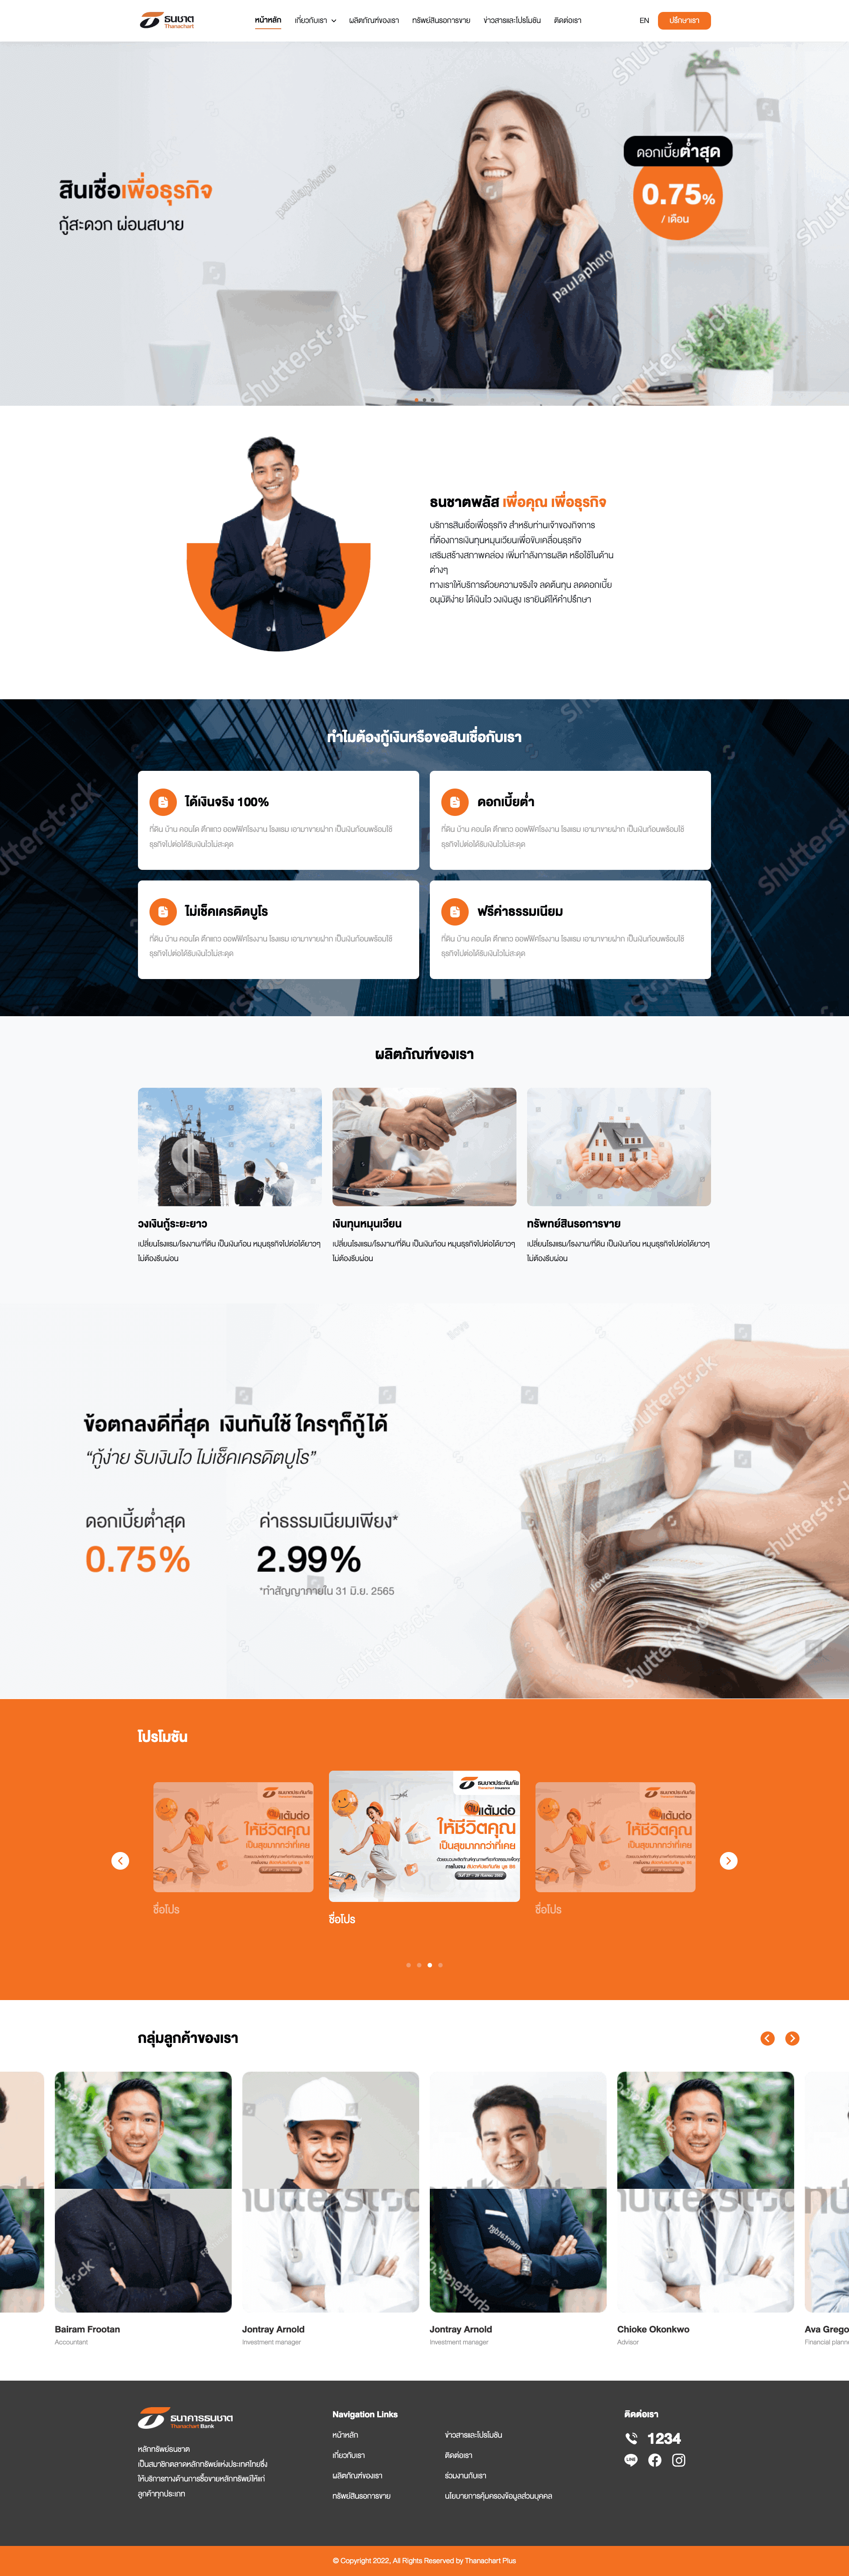 ธนชาต
Thanachart
หน้าหลัก
เกี่ยวกับเรา
ผลิตภัณฑ์ของเรา
ทรัพย์สินรอการขาย
ข่าวสารและโปรโมชัน
ติดต่อเรา
EN
ปรึกษาเรา
สินเชื่อเพื่อธุรกิจ
กู้สะดวก ผ่อนสบาย
ดอกเบี้ยต่ำสุด
0.75%
/ เดือน
shutterstock
paulaphoto
ธนชาตพลัส เพื่อคุณ เพื่อธุรกิจ
บริการสินเชื่อเพื่อธุรกิจ สำหรับท่านเจ้าของกิจการ
ที่ต้องการเงินทุนหมุนเวียนเพื่อขับเคลื่อนธุรกิจ
เสริมสร้างสภาพคล่อง เพิ่มกำลังการผลิต หรือใช้ในด้าน
ต่างๆ
ทางเราให้บริการด้วยความจริงใจ ลดต้นทุน ลดดอกเบี้ย
อนุมัติง่าย ได้เงินไว วงเงินสูง เรายินดีให้คำปรึกษา
ทำไมต้องกู้เงินหรือขอสินเชื่อกับเรา
ได้เงินจริง 100%
ที่ดิน บ้าน คอนโด ตึกแถว ออฟฟิศโรงงาน โรงแรม เอามาขายฝาก เป็นเงินก้อนพร้อมใช้
ธุรกิจไปต่อได้รับเงินไวไม่สะดุด
ดอกเบี้ยต่ำ
ที่ดิน บ้าน คอนโด ตึกแถว ออฟฟิศโรงงาน โรงแรม เอามาขายฝาก เป็นเงินก้อนพร้อมใช้
ธุรกิจไปต่อได้รับเงินไวไม่สะดุด
ไม่เช็คเครดิตบูโร
ที่ดิน บ้าน คอนโด ตึกแถว ออฟฟิศโรงงาน โรงแรม เอามาขายฝาก เป็นเงินก้อนพร้อมใช้
ธุรกิจไปต่อได้รับเงินไวไม่สะดุด
ฟรีค่าธรรมเนียม
ที่ดิน บ้าน คอนโด ตึกแถว ออฟฟิศโรงงาน โรงแรม เอามาขายฝาก เป็นเงินก้อนพร้อมใช้
ธุรกิจไปต่อได้รับเงินไวไม่สะดุด
ผลิตภัณฑ์ของเรา
วงเงินกู้ระยะยาว
เปลี่ยนโรงแรม/โรงงาน/ที่ดิน เป็นเงินก้อน หมุนธุรกิจไปต่อได้ยาวๆ
ไม่ต้องรีบผ่อน
เงินทุนหมุนเวียน
เปลี่ยนโรงแรม/โรงงาน/ที่ดิน เป็นเงินก้อน หมุนธุรกิจไปต่อได้ยาวๆ
ไม่ต้องรีบผ่อน
ทรัพทย์สินรอการขาย
เปลี่ยนโรงแรม/โรงงาน/ที่ดิน เป็นเงินก้อน หมุนธุรกิจไปต่อได้ยาวๆ
ไม่ต้องรีบผ่อน
ข้อตกลงดีที่สุด เงินทันใช้ ใครๆก็กู้ได้
“กู้ง่าย รับเงินไว ไม่เช็คเครดิตบูโร”
ดอกเบี้ยต่ำสุด
0.75%
ค่าธรรมเนียมเพียง*
2.99%
*ทำสัญญาภายใน 31 มิ.ย. 2565
โปรโมชัน
ธนชาตประกันภัย
Thanachart Insurance
แต้มต่อ
ให้ชีวิตคุณ
เป็นสุขมากกว่าที่เคย
ชื่อโปร
ชื่อโปร
ชื่อโปร
กลุ่มลูกค้าของเรา
Bairam Frootan
Accountant
Jontray Arnold
Investment manager
Jontray Arnold
Investment manager
Chioke Okonkwo
Advisor
Ava Grego
Financial plann
ธนาคารธนชาต
Thanachart Bank
หลักทรัพย์ธนชาต
เป็นสมาชิกตลาดหลักทรัพย์แห่งประเทศไทยซึ่ง
ให้บริการทางด้านการซื้อขายหลักทรัพย์ให้แก่
ลูกค้าทุกประเภท
Navigation Links
หน้าหลัก
เกี่ยวกับเรา
ผลิตภัณฑ์ของเรา
ทรัพย์สินรอการขาย
ข่าวสารและโปรโมชัน
ติดต่อเรา
ร่วมงานกับเรา
นโยบายการคุ้มครองข้อมูลส่วนบุคคล
ติดต่อเรา
1234
LINE
© Copyright 2022, All Rights Reserved by Thanachart Plus